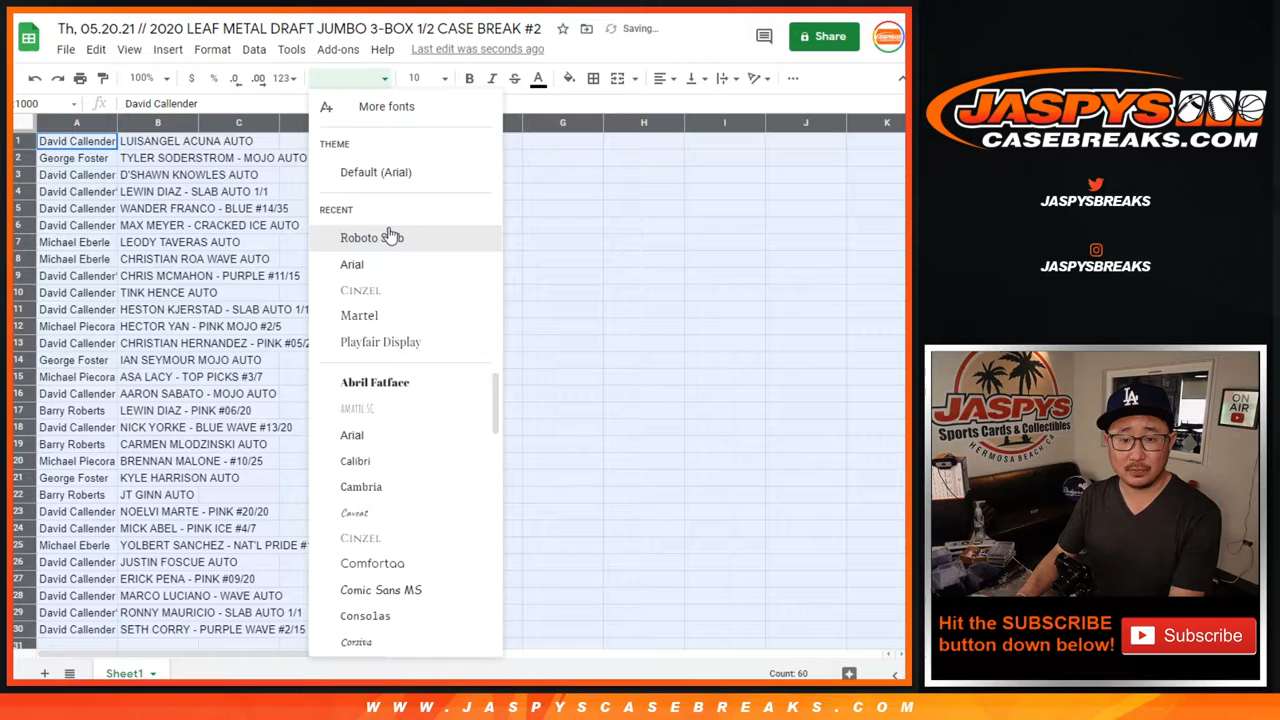 Th, 05.20.21 // 2020 LEAF METAL DRAFT JUMBO 3-BOX 1/2 CASE BREAK #2
Saving...
Share
File Edit View Insert Format Data Tools Add-ons Help Last edit was seconds ago
100% $ % .0 .00 123 10 B I S A
1000 fx David Callender
A B C G H I J K
1 David Callender LUISANGEL ACUNA AUTO
2 George Foster TYLER SODERSTROM - MOJO AUTO
3 David Callender D'SHAWN KNOWLES AUTO
4 David Callender LEWIN DIAZ - SLAB AUTO 1/1
5 David Callender WANDER FRANCO - BLUE #14/35
6 David Callender MAX MEYER - CRACKED ICE AUTO
7 Michael Eberle LEODY TAVERAS AUTO
8 Michael Eberle CHRISTIAN ROA WAVE AUTO
9 David Callender CHRIS MCMAHON - PURPLE #11/15
10 David Callender TINK HENCE AUTO
11 David Callender HESTON KJERSTAD - SLAB AUTO 1/1
12 Michael Piecora HECTOR YAN - PINK MOJO #2/5
13 David Callender CHRISTIAN HERNANDEZ - PINK #05/2
14 George Foster IAN SEYMOUR MOJO AUTO
15 Michael Piecora ASA LACY - TOP PICKS #3/7
16 David Callender AARON SABATO - MOJO AUTO
17 Barry Roberts LEWIN DIAZ - PINK #06/20
18 David Callender NICK YORKE - BLUE WAVE #13/20
19 Barry Roberts CARMEN MLODZINSKI AUTO
20 Michael Piecora BRENNAN MALONE - #10/25
21 George Foster KYLE HARRISON AUTO
22 Barry Roberts JT GINN AUTO
23 David Callender NOELVI MARTE - PINK #20/20
24 David Callender MICK ABEL - PINK ICE #4/7
25 Michael Eberle YOLBERT SANCHEZ - NAT'L PRIDE #
26 David Callender JUSTIN FOSCUE AUTO
27 David Callender ERICK PENA - PINK #09/20
28 David Callender MARCO LUCIANO - WAVE AUTO
29 David Callender RONNY MAURICIO - SLAB AUTO 1/1
30 David Callender SETH CORRY - PURPLE WAVE #2/15
31
More fonts
THEME
Default (Arial)
RECENT
Roboto Slab
Arial
CINZEL
Martel
Playfair Display
Abril Fatface
AMATIC SC
Arial
Calibri
Cambria
Caveat
CINZEL
Comfortaa
Comic Sans MS
Consolas
Corsiva
Sheet1
Count: 60
JASPYS
CASEBREAKS.COM
JASPYSBREAKS
JASPYSBREAKS
JASPYS
Sports Cards & Collectibles
HERMOSA BEACH, CA
ON AIR
LA
Hit the SUBSCRIBE
button down below!
Subscribe
WWW.JASPYSCASEBREAKS.COM